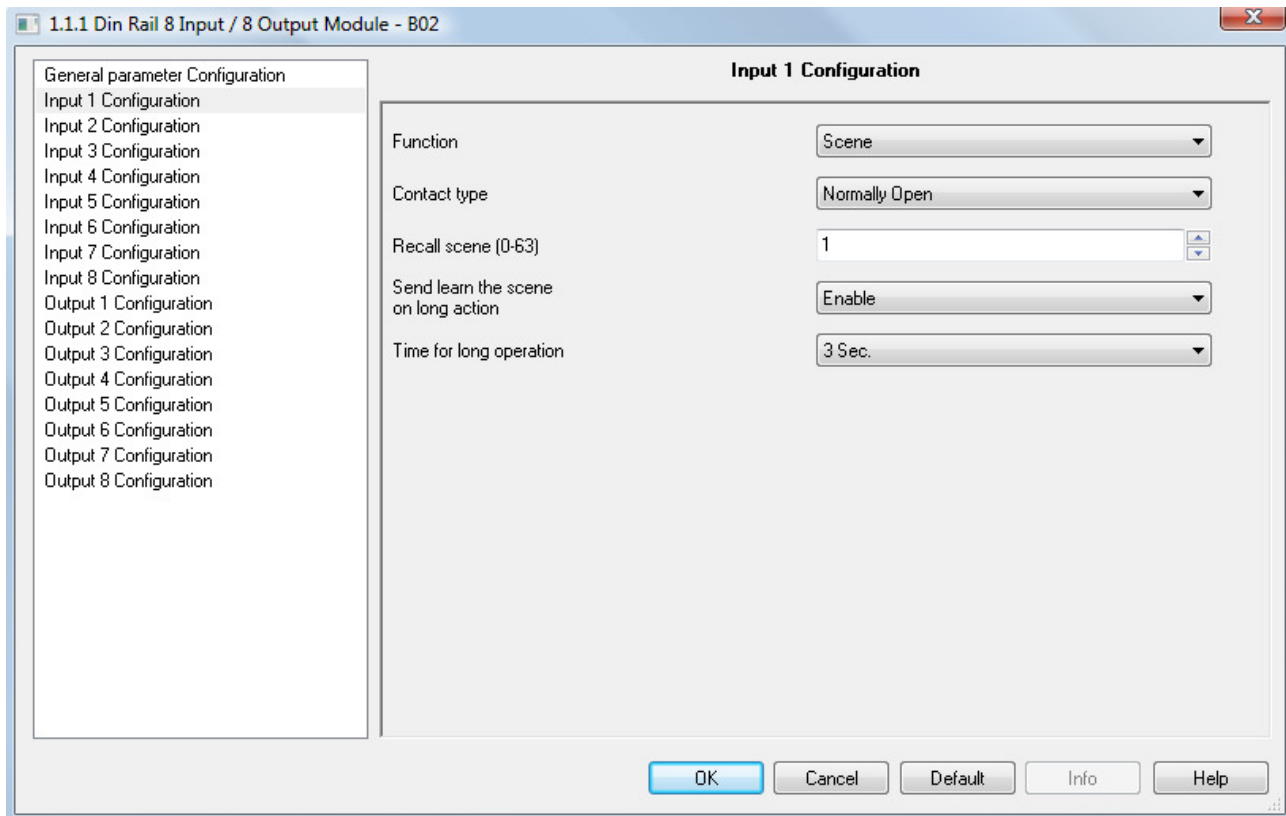 1.1.1 Din Rail 8 Input / 8 Output Module - B02
General parameter Configuration
Input 1 Configuration
Input 2 Configuration
Input 3 Configuration
Input 4 Configuration
Input 5 Configuration
Input 6 Configuration
Input 7 Configuration
Input 8 Configuration
Output 1 Configuration
Output 2 Configuration
Output 3 Configuration
Output 4 Configuration
Output 5 Configuration
Output 6 Configuration
Output 7 Configuration
Output 8 Configuration
Input 1 Configuration
Function
Scene
Contact type
Normally Open
Recall scene (0-63)
1
Send learn the scene
on long action
Enable
Time for long operation
3 Sec.
OK
Cancel
Default
Info
Help